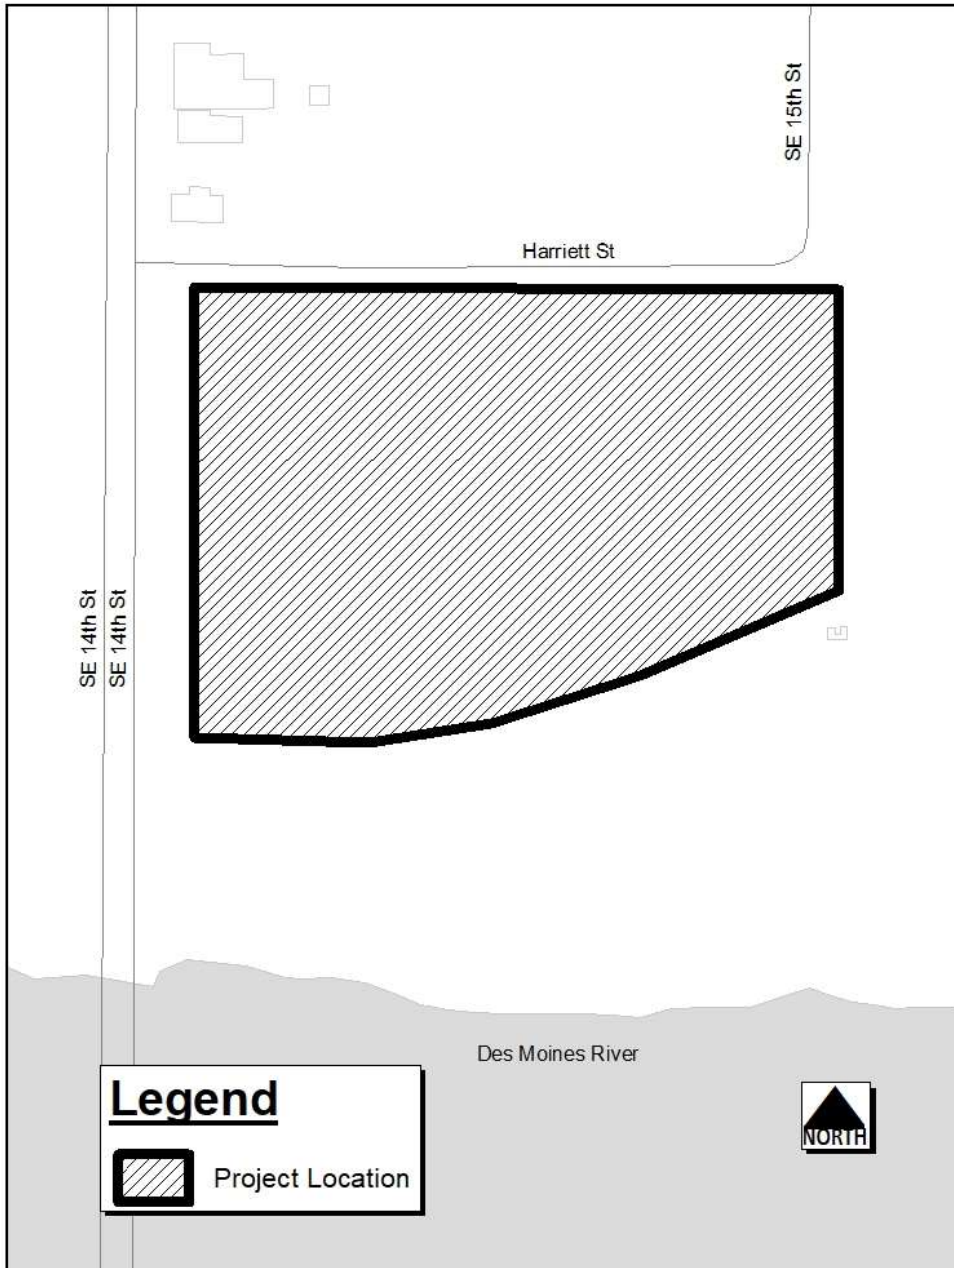 SE 15th St
Harriett St
SE 14th St
SE 14th St
Des Moines River
Legend
Project Location
NORTH